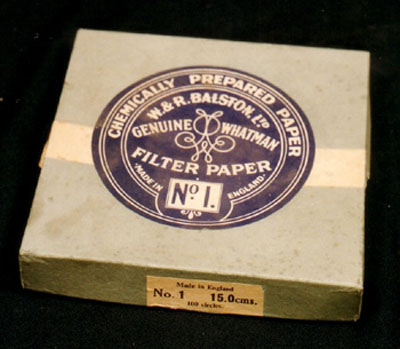 CHEMICALLY PREPARED PAPER
W. & R. BALSTON, LTD
GENUINE WHATMAN
FILTER PAPER
MADE IN ENGLAND
No. 1.
Made in England
No. 1 15.0cms.
100 circles.